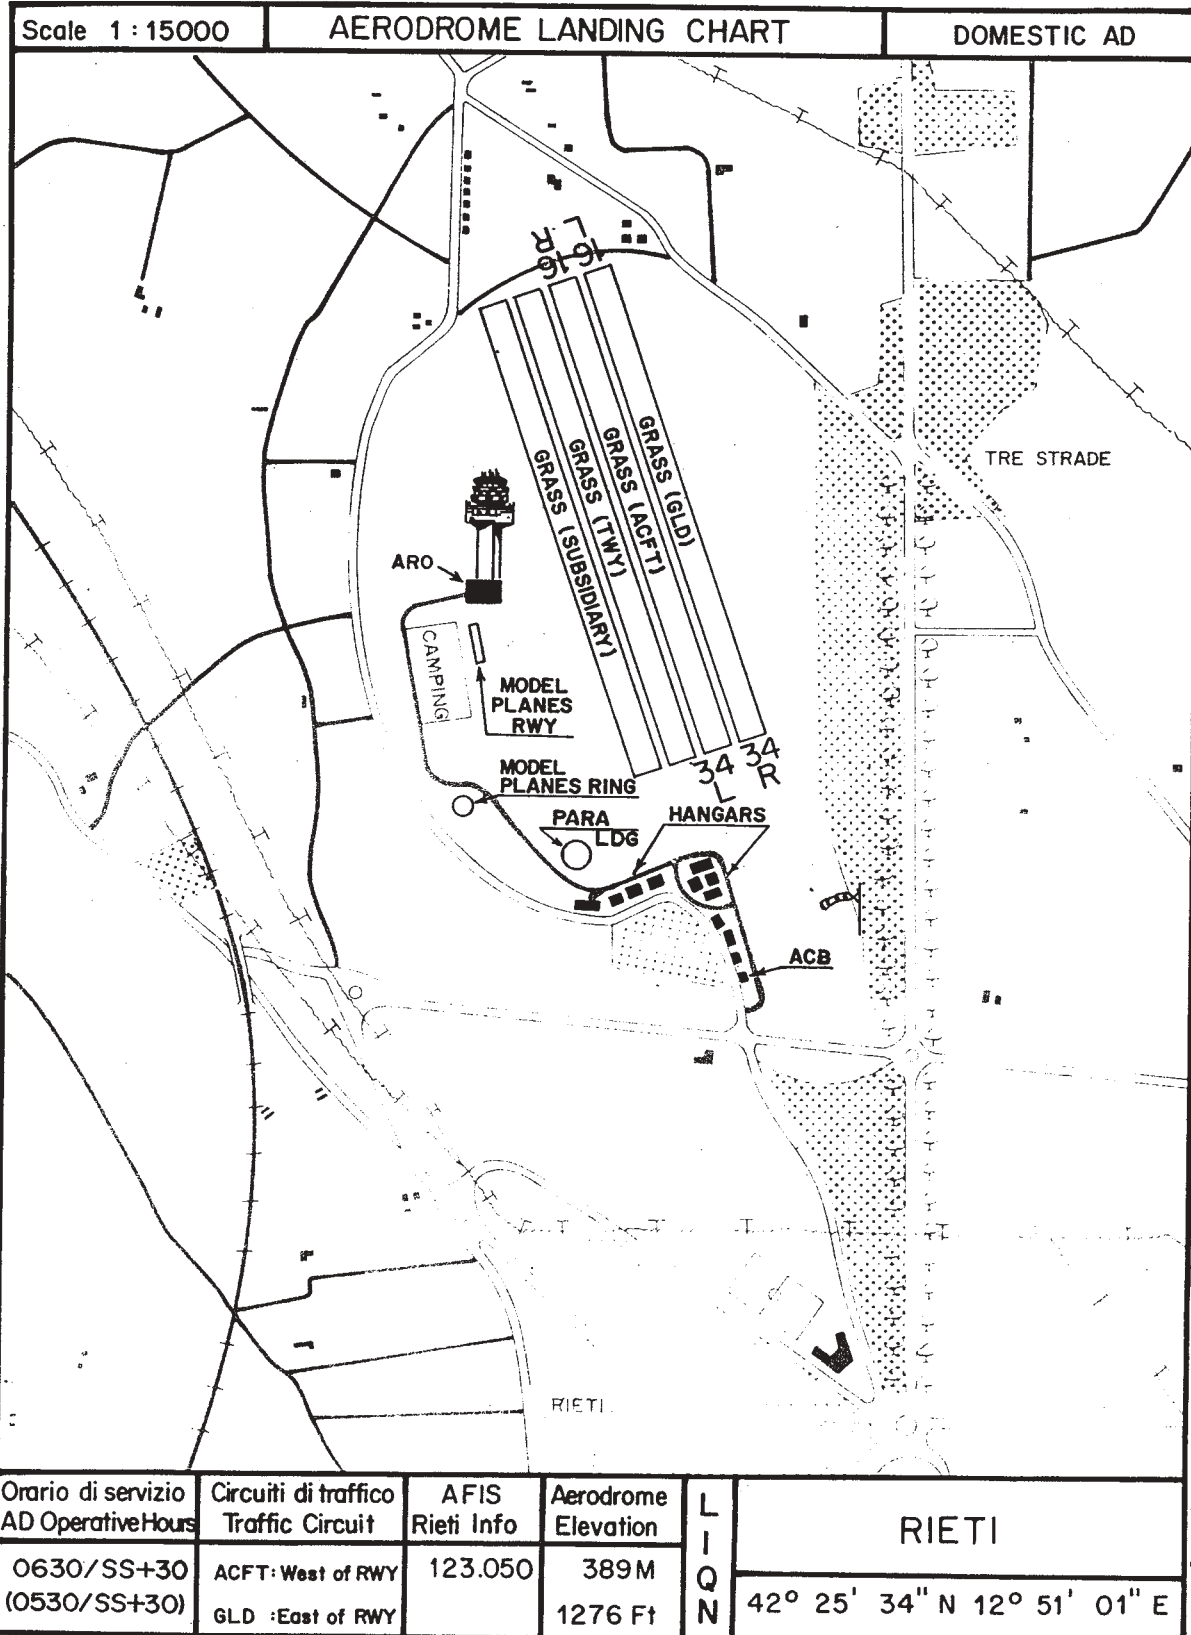 Scale 1 : 15000
AERODROME LANDING CHART
DOMESTIC AD
16 R
16 L
GRASS (SUBSIDIARY)
GRASS (TWY)
GRASS (ACFT)
GRASS (GLD)
TRE STRADE
ARO
CAMPING
MODEL
PLANES
RWY
MODEL
PLANES RING
34
L
34
R
PARA
LDG
HANGARS
ACB
RIETI
Orario di servizio
AD Operative Hours
0630/SS+30
(0530/SS+30)
Circuiti di traffico
Traffic Circuit
ACFT: West of RWY
GLD :East of RWY
AFIS
Rieti Info
123.050
Aerodrome
Elevation
389M
1276 Ft
L
I
Q
N
RIETI
42° 25' 34" N 12° 51' 01" E